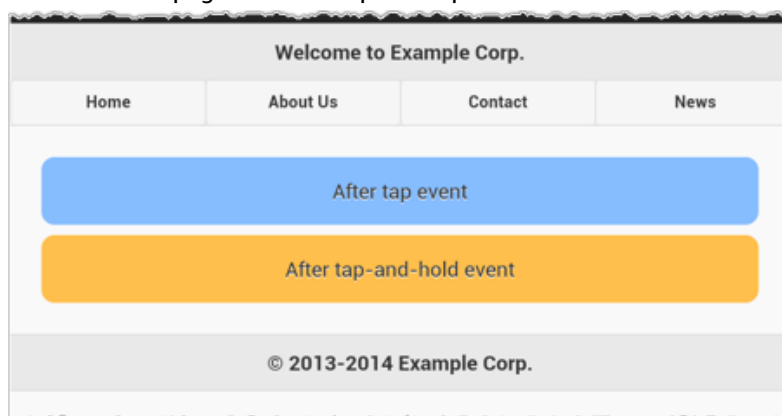 Welcome to Example Corp.
Home About Us Contact News
After tap event
After tap-and-hold event
© 2013-2014 Example Corp.